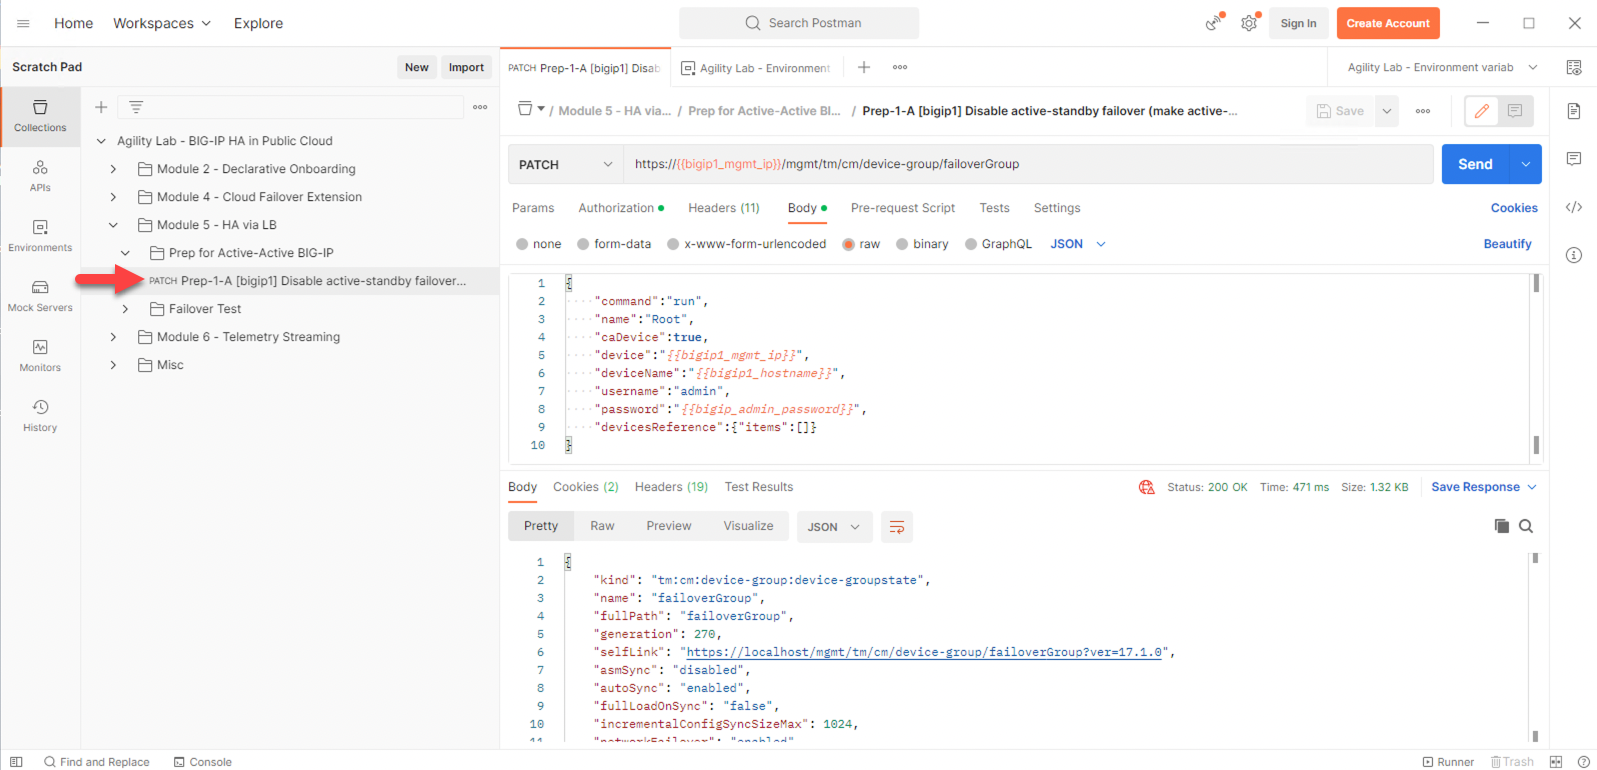 Home Workspaces Explore Search Postman Sign In Create Account
Scratch Pad New Import
PATCH Prep-1-A [bigip1] Disab Agility Lab - Environment Agility Lab - Environment variab
Collections
APIs
Environments
Mock Servers
Monitors
History
Agility Lab - BIG-IP HA in Public Cloud
Module 2 - Declarative Onboarding
Module 4 - Cloud Failover Extension
Module 5 - HA via LB
Prep for Active-Active BIG-IP
PATCH Prep-1-A [bigip1] Disable active-standby failover...
Failover Test
Module 6 - Telemetry Streaming
Misc
/ Module 5 - HA via... / Prep for Active-Active BI... / Prep-1-A [bigip1] Disable active-standby failover (make active-... Save
PATCH https://{{bigip1_mgmt_ip}}/mgmt/tm/cm/device-group/failoverGroup Send
Params Authorization Headers (11) Body Pre-request Script Tests Settings Cookies
none form-data x-www-form-urlencoded raw binary GraphQL JSON Beautify
1 {
2 "command":"run",
3 "name":"Root",
4 "caDevice":true,
5 "device":"{{bigip1_mgmt_ip}}",
6 "deviceName":"{{bigip1_hostname}}",
7 "username":"admin",
8 "password":"{{bigip_admin_password}}",
9 "devicesReference":{"items":[]}
10 }
Body Cookies (2) Headers (19) Test Results Status: 200 OK Time: 471 ms Size: 1.32 KB Save Response
Pretty Raw Preview Visualize JSON
1 {
2 "kind": "tm:cm:device-group:device-groupstate",
3 "name": "failoverGroup",
4 "fullPath": "failoverGroup",
5 "generation": 270,
6 "selfLink": "https://localhost/mgmt/tm/cm/device-group/failoverGroup?ver=17.1.0",
7 "asmSync": "disabled",
8 "autoSync": "enabled",
9 "fullLoadOnSync": "false",
10 "incrementalConfigSyncSizeMax": 1024,
11 "networkFailover": "enabled"
Find and Replace Console Runner Trash